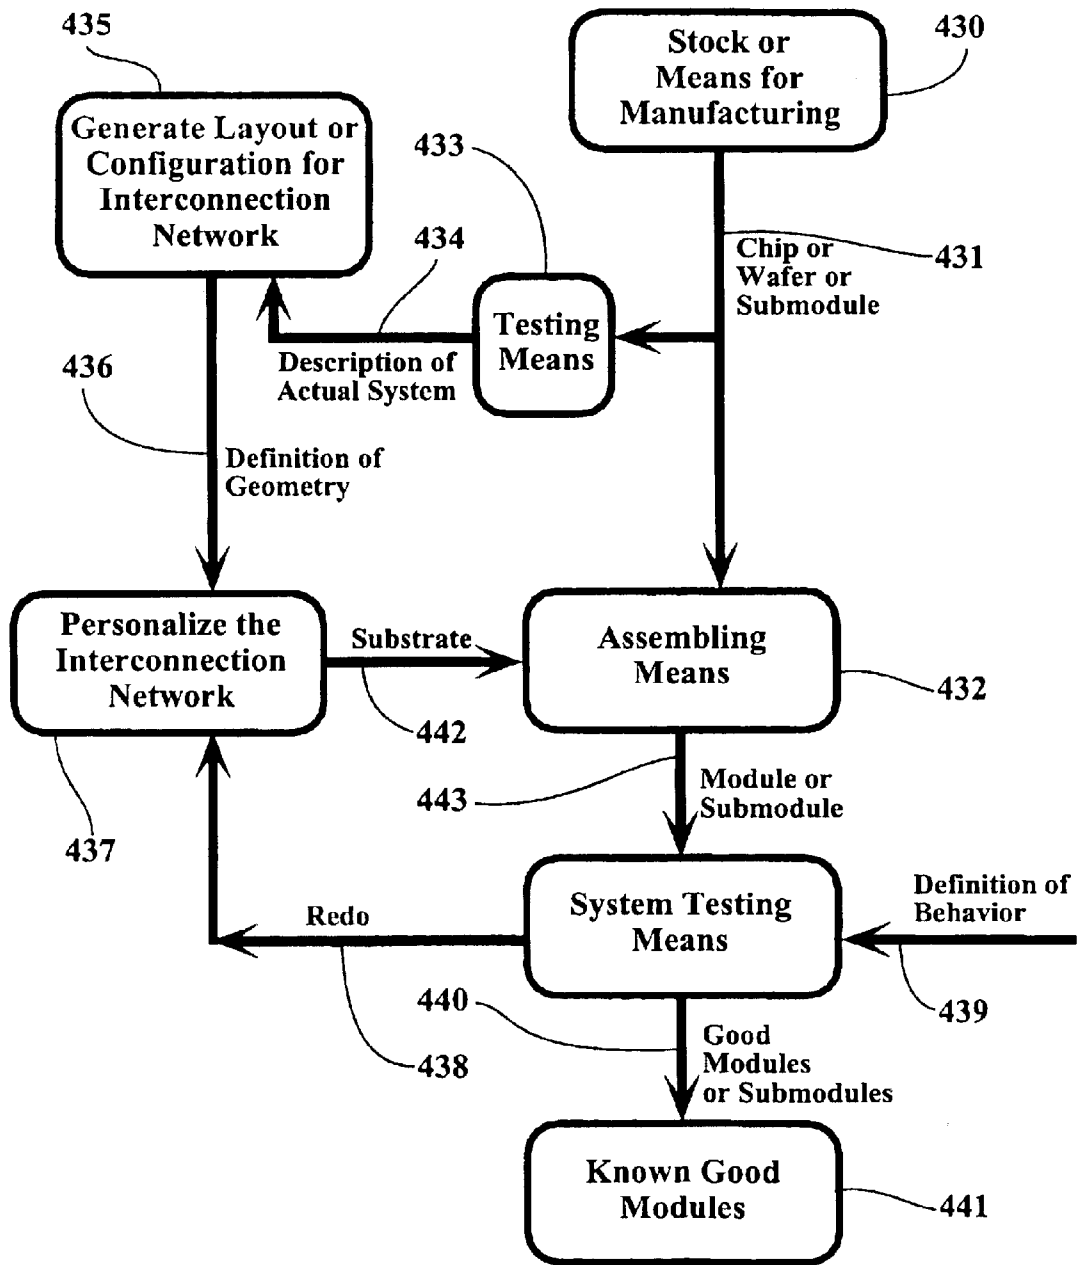 435
Stock or
Means for
Manufacturing
430
Generate Layout or
Configuration for
Interconnection
Network
433
434
Chip or
Wafer or
Submodule
431
Testing
Means
Description of
Actual System
436
Definition of
Geometry
Personalize the
Interconnection
Network
Substrate
442
Assembling
Means
432
443
Module or
Submodule
437
System Testing
Means
Definition of
Behavior
439
Redo
438
440
Good
Modules
or Submodules
Known Good
Modules
441